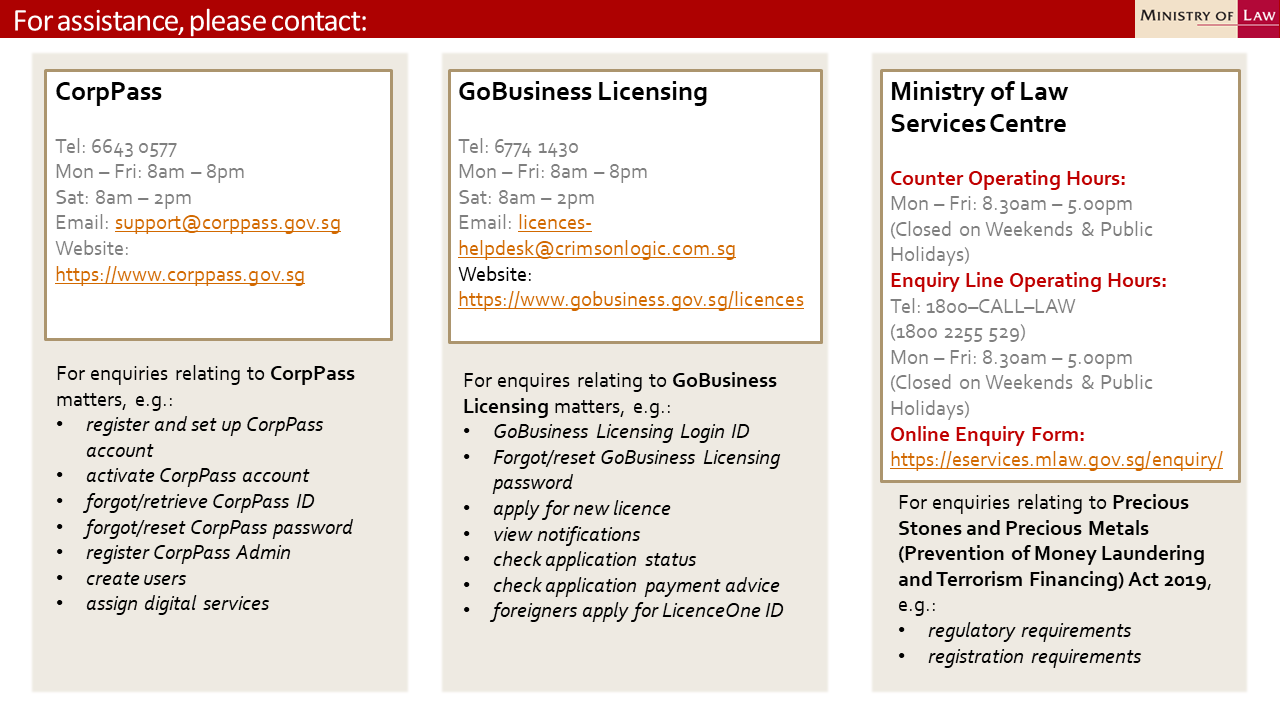 For assistance, please contact:
MINISTRY OF LAW
CorpPass
Tel: 6643 0577
Mon – Fri: 8am – 8pm
Sat: 8am – 2pm
Email: support@corppass.gov.sg
Website:
https://www.corppass.gov.sg
For enquiries relating to CorpPass
matters, e.g.:
• register and set up CorpPass
account
• activate CorpPass account
• forgot/retrieve CorpPass ID
• forgot/reset CorpPass password
• register CorpPass Admin
• create users
• assign digital services
GoBusiness Licensing
Tel: 6774 1430
Mon – Fri: 8am – 8pm
Sat: 8am – 2pm
Email: licences-
helpdesk@crimsonlogic.com.sg
Website:
https://www.gobusiness.gov.sg/licences
For enquires relating to GoBusiness
Licensing matters, e.g.:
• GoBusiness Licensing Login ID
• Forgot/reset GoBusiness Licensing
password
• apply for new licence
• view notifications
• check application status
• check application payment advice
• foreigners apply for LicenceOne ID
Ministry of Law
Services Centre
Counter Operating Hours:
Mon – Fri: 8.30am – 5.00pm
(Closed on Weekends & Public
Holidays)
Enquiry Line Operating Hours:
Tel: 1800–CALL–LAW
(1800 2255 529)
Mon – Fri: 8.30am – 5.00pm
(Closed on Weekends & Public
Holidays)
Online Enquiry Form:
https://eservices.mlaw.gov.sg/enquiry/
For enquiries relating to Precious
Stones and Precious Metals
(Prevention of Money Laundering
and Terrorism Financing) Act 2019,
e.g.:
• regulatory requirements
• registration requirements